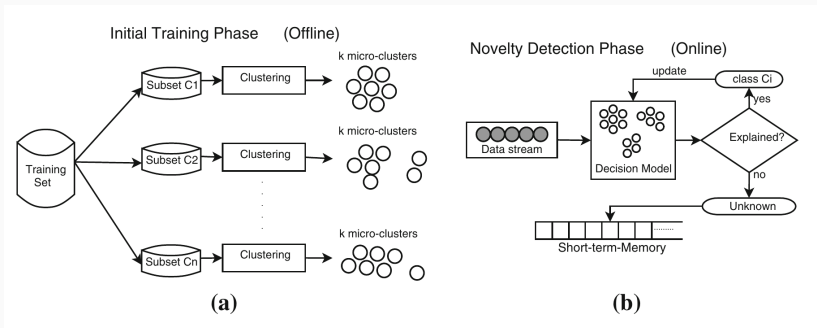 Initial Training Phase (Offline)
k micro-clusters
Subset C1
Clustering
k micro-clusters
Training
Set
Subset C2
Clustering
k micro-clusters
Subset Cn
Clustering
(a)
Novelty Detection Phase (Online)
update
class Ci
yes
Data stream
Decision Model
Explained?
no
Unknown
Short-term-Memory
(b)